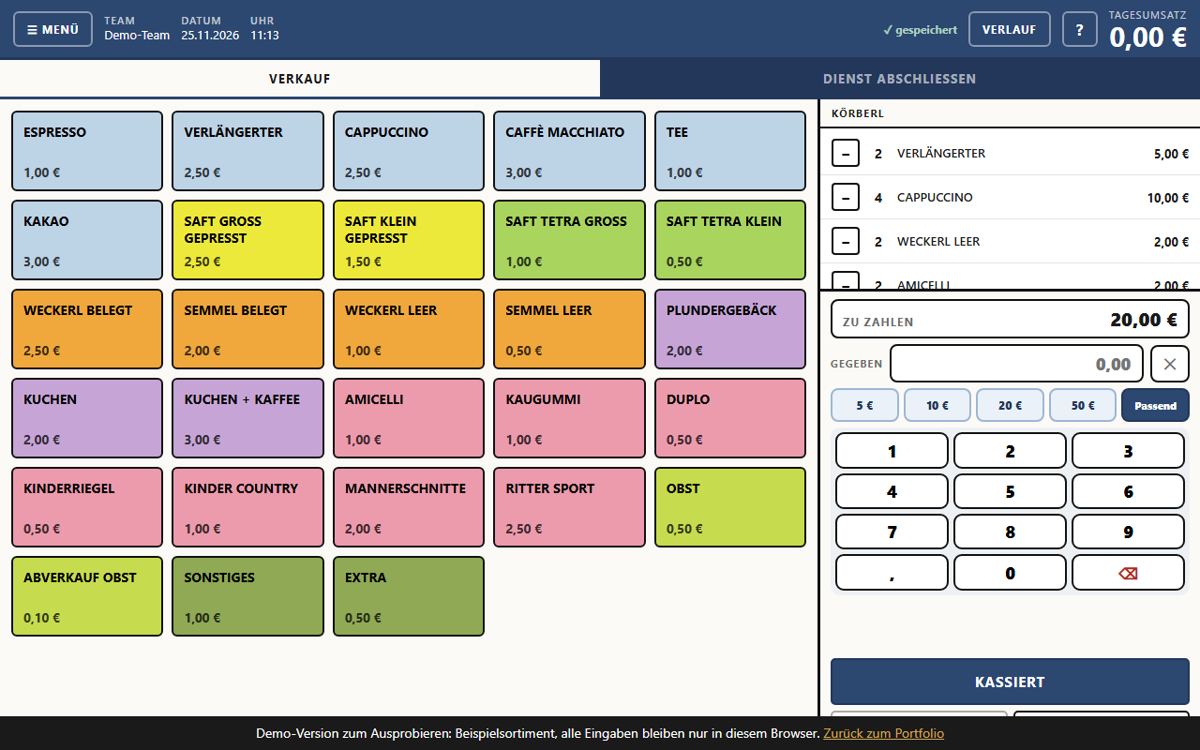 ☰ MENÜ
TEAM
Demo-Team
DATUM
25.11.2026
UHR
11:13
✓ gespeichert
VERLAUF
?
TAGESUMSATZ
0,00 €
VERKAUF
DIENST ABSCHLIESSEN
ESPRESSO
1,00 €
VERLÄNGERTER
2,50 €
CAPPUCCINO
2,50 €
CAFFÈ MACCHIATO
3,00 €
TEE
1,00 €
KAKAO
3,00 €
SAFT GROSS
GEPRESST
2,50 €
SAFT KLEIN
GEPRESST
1,50 €
SAFT TETRA GROSS
1,00 €
SAFT TETRA KLEIN
0,50 €
WECKERL BELEGT
2,50 €
SEMMEL BELEGT
2,00 €
WECKERL LEER
1,00 €
SEMMEL LEER
0,50 €
PLUNDERGEBÄCK
2,00 €
KUCHEN
2,00 €
KUCHEN + KAFFEE
3,00 €
AMICELLI
1,00 €
KAUGUMMI
1,00 €
DUPLO
0,50 €
KINDERRIEGEL
0,50 €
KINDER COUNTRY
1,00 €
MANNERSCHNITTE
2,00 €
RITTER SPORT
2,50 €
OBST
0,50 €
ABVERKAUF OBST
0,10 €
SONSTIGES
1,00 €
EXTRA
0,50 €
KÖRBERL
– 2 VERLÄNGERTER 5,00 €
– 4 CAPPUCCINO 10,00 €
– 2 WECKERL LEER 2,00 €
– 2 AMICELLI 2,00 €
ZU ZAHLEN 20,00 €
GEGEBEN 0,00 ×
5 € 10 € 20 € 50 € Passend
1 2 3
4 5 6
7 8 9
, 0 ⌫
KASSIERT
Demo-Version zum Ausprobieren: Beispielsortiment, alle Eingaben bleiben nur in diesem Browser. Zurück zum Portfolio